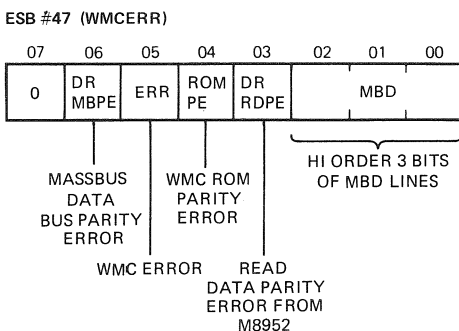 ESB #47 (WMCERR)
07 06 05 04 03 02 01 00
0 DR MBPE ERR ROM PE DR RDPE MBD
HI ORDER 3 BITS
OF MBD LINES
MASSBUS
DATA
BUS PARITY
ERROR
WMC ROM
PARITY
ERROR
WMC ERROR
READ
DATA PARITY
ERROR FROM
M8952